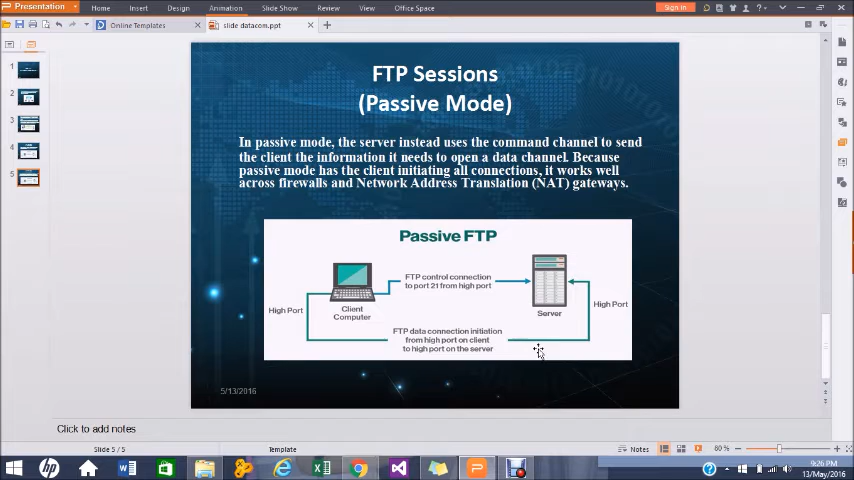 Presentation
Home
Insert
Design
Animation
Slide Show
Review
View
Office Space
Sign in
Online Templates
slide datacom.ppt
1
2
3
4
5
FTP Sessions
(Passive Mode)
In passive mode, the server instead uses the command channel to send
the client the information it needs to open a data channel. Because
passive mode has the client initiating all connections, it works well
across firewalls and Network Address Translation (NAT) gateways.
Passive FTP
FTP control connection
to port 21 from high port
Client
Computer
Server
High Port
High Port
FTP data connection initiation
from high port on client
to high port on the server
5/13/2016
Click to add notes
Slide 5 / 5
Template
Notes
60 %
9:26 PM
13/May/2016